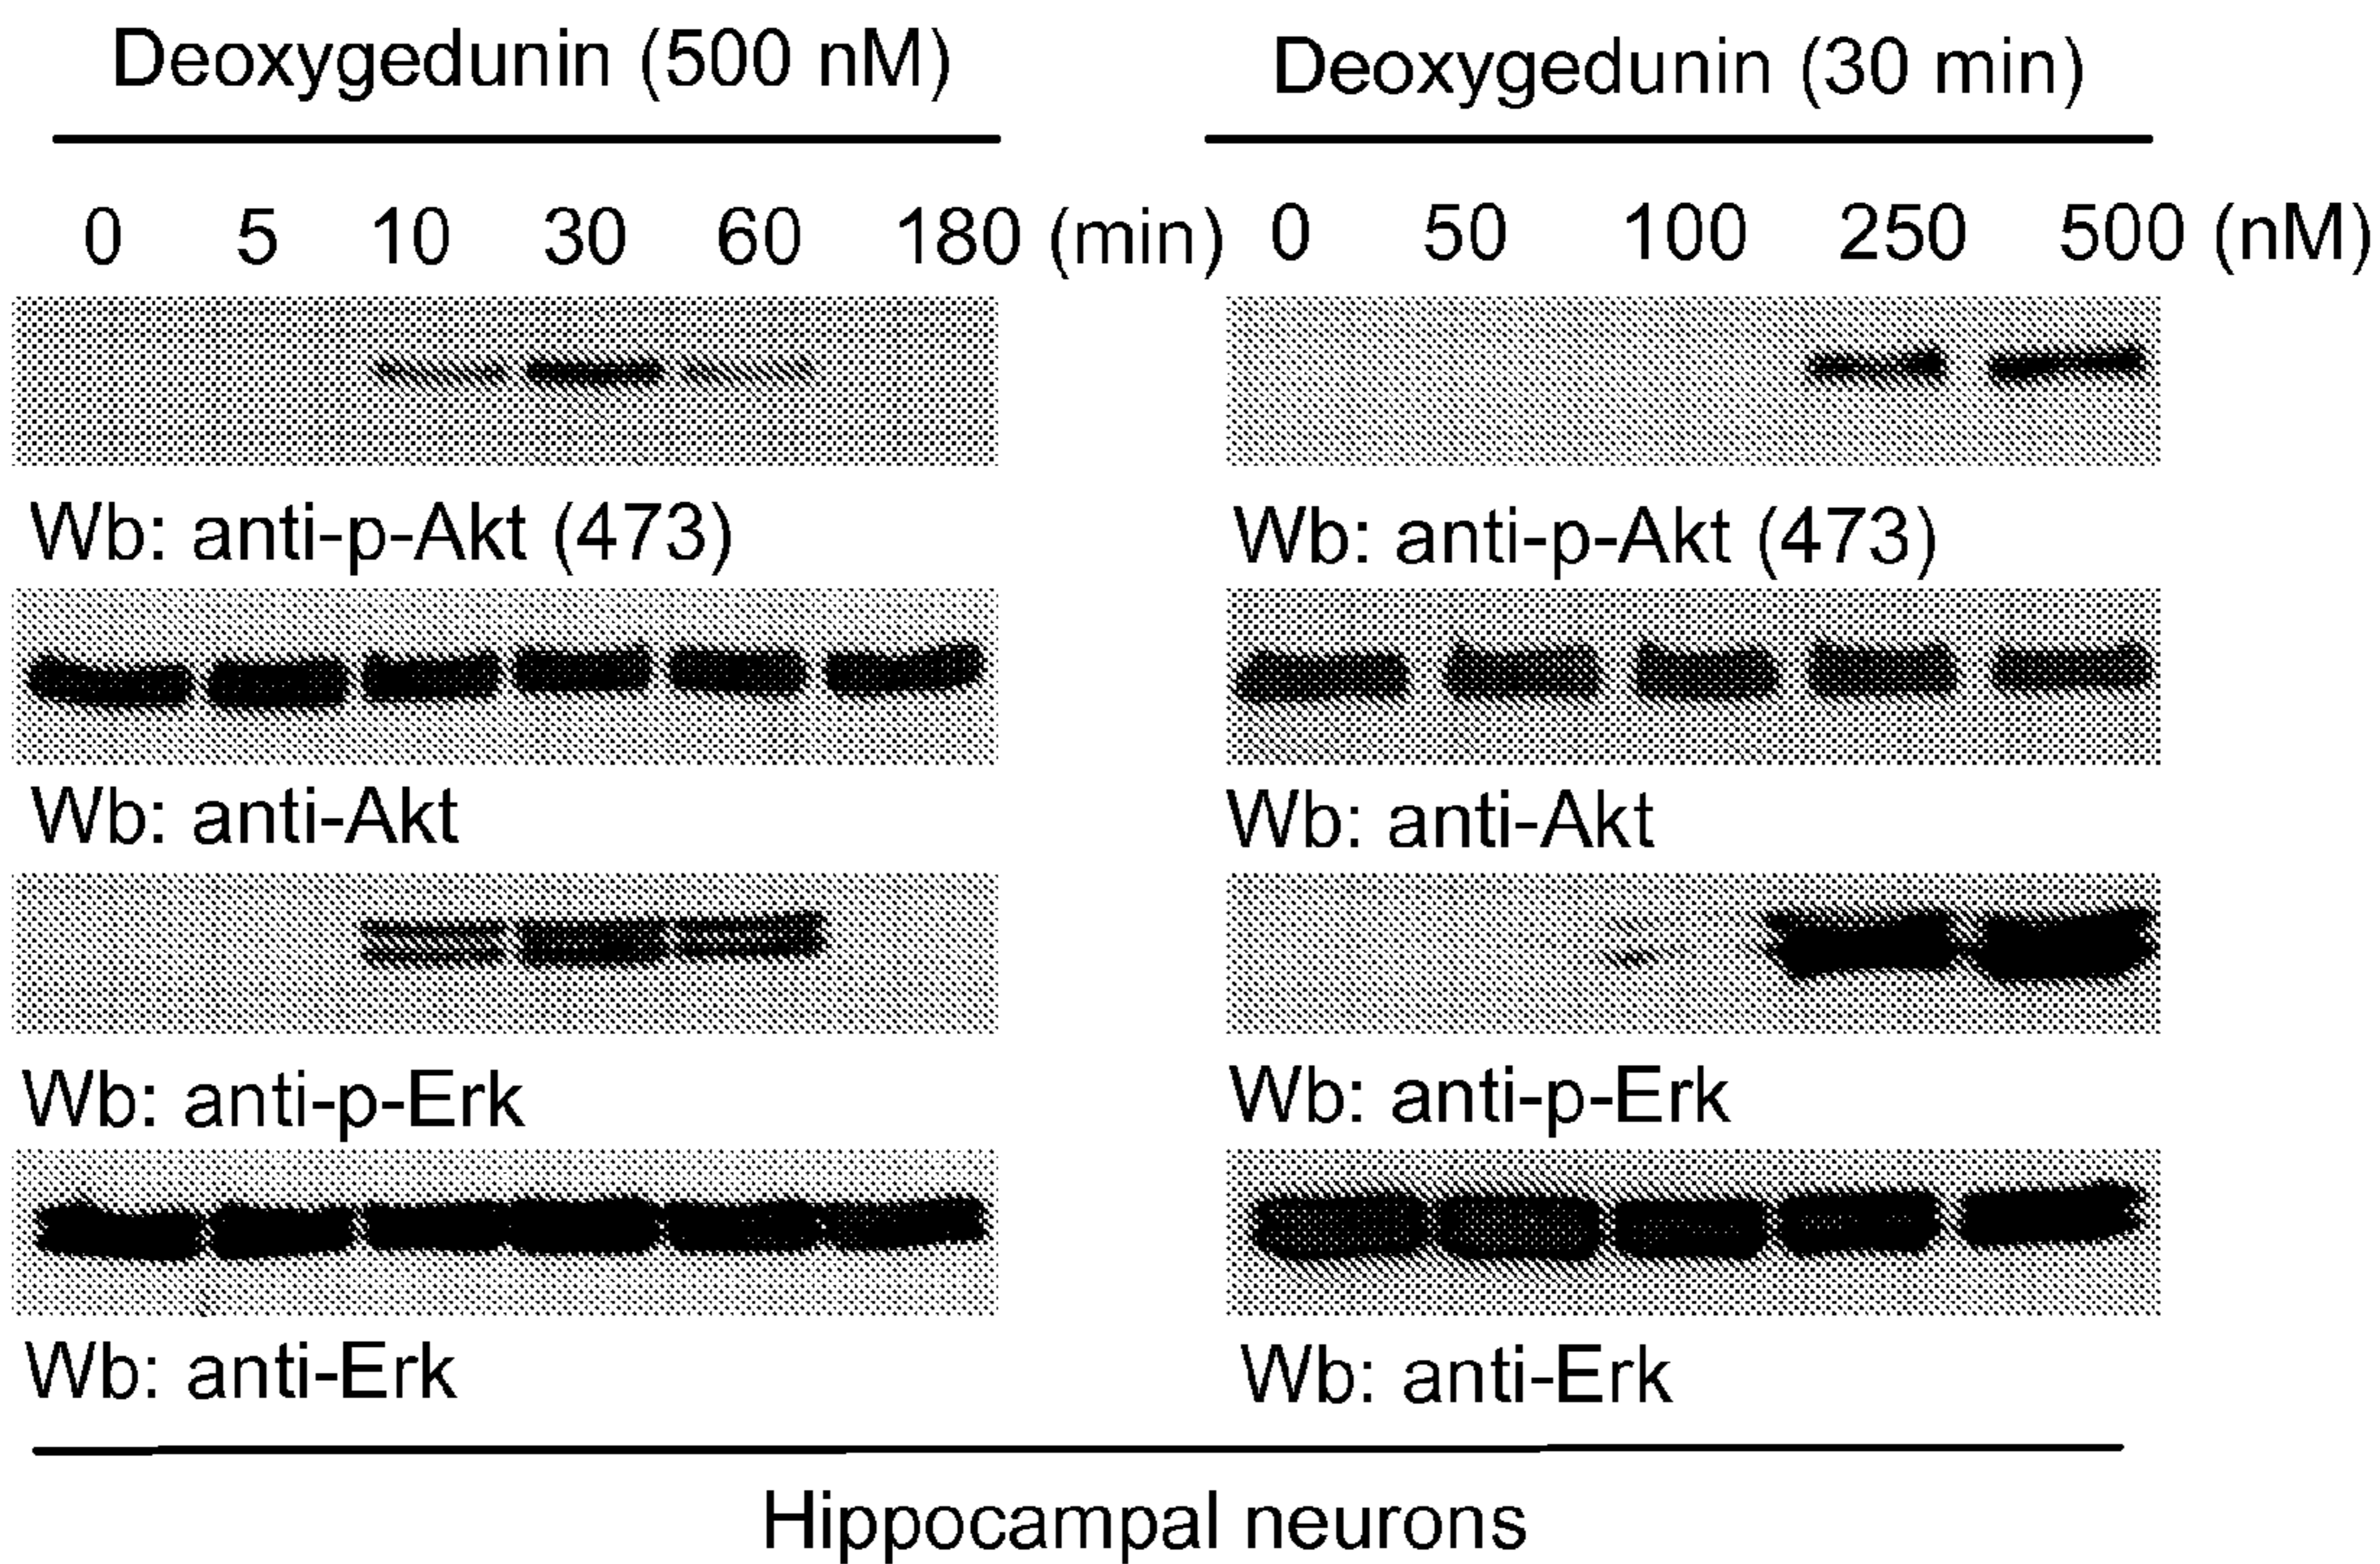 Deoxygedunin (500 nM)
0 5 10 30 60 180 (min)
Wb: anti-p-Akt (473)
Wb: anti-Akt
Wb: anti-p-Erk
Wb: anti-Erk
Deoxygedunin (30 min)
0 50 100 250 500 (nM)
Wb: anti-p-Akt (473)
Wb: anti-Akt
Wb: anti-p-Erk
Wb: anti-Erk
Hippocampal neurons